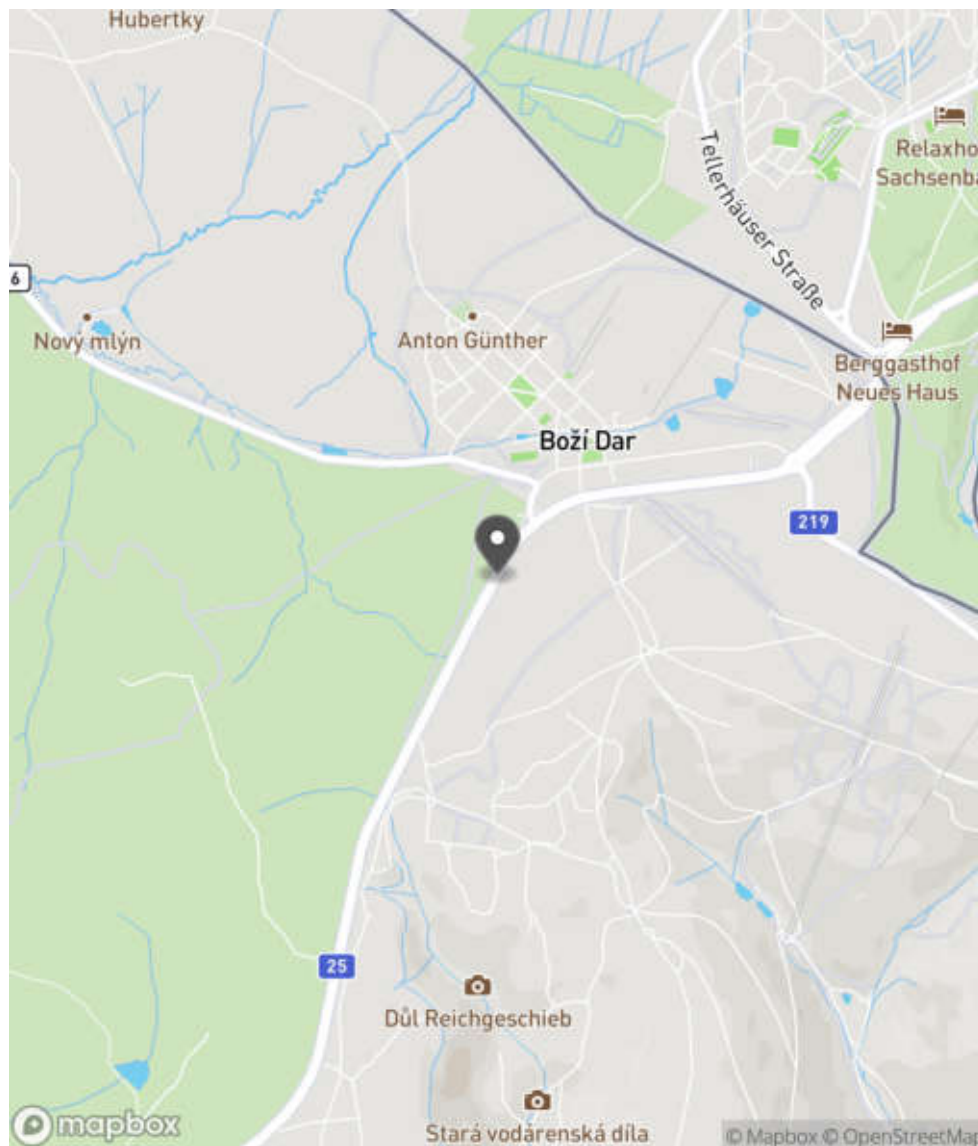 Hubertky
Relaxho
Sachsenba
Tellerhäuser Straße
6
Nový mlýn
Anton Günther
Berggasthof
Neues Haus
Boží Dar
219
25
Důl Reichgeschieb
Stará vodárenská díla
mapbox
© Mapbox © OpenStreetMa